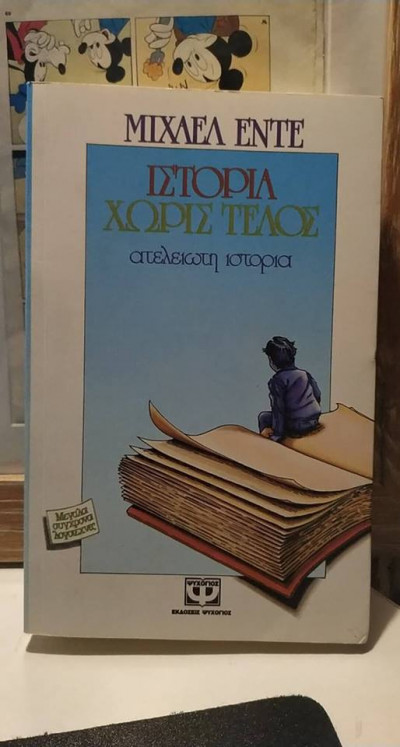 ΜΙΧΑΕΛ ΕΝΤΕ
ΙΣΤΟΡΙΑ
ΧΩΡΙΣ ΤΕΛΟΣ
ατελειωτη ιστορια
Μεγάλοι
σύγχρονοι
λογοτέχνες
ΨΥΧΟΓΙΟΣ
Ψ
ΕΚΔΟΣΕΙΣ ΨΥΧΟΓΙΟΣ